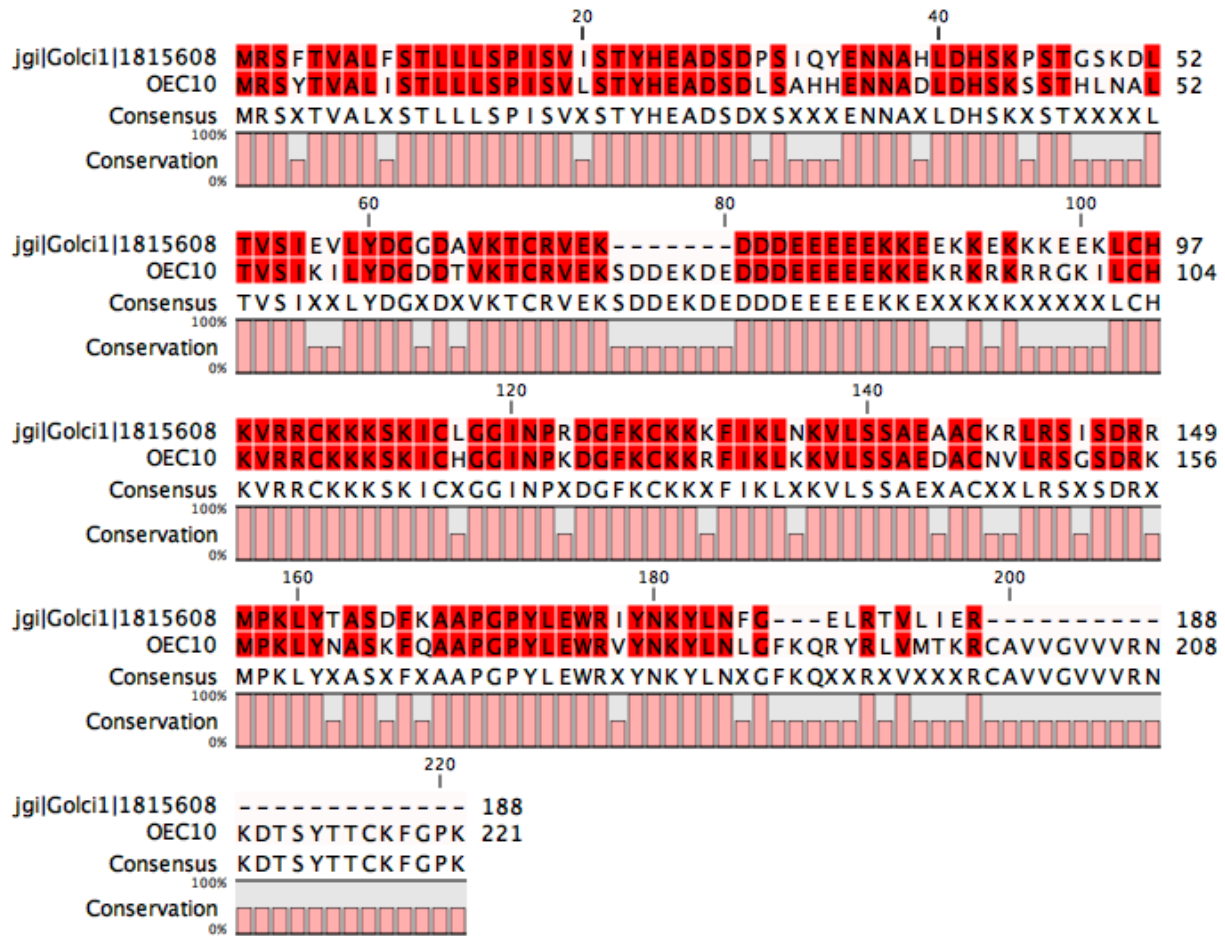 20 40
jgi|Golci1|1815608 MRSFTVALFSTLLLSPISVISTYHEADSDPSIQYENNAHLDHSKPSTGSKDL 52
OEC10 MRSYTVALISTLLLSPISVLSTYHEADSDLSAHHENNADLDHSKSSTHLNAL 52
Consensus MRSXTVALXSTLLLSPISVXSTYHEADSDXSXXXENNAXLDHSKXSTXXXXL
100%
Conservation
0%
60 80 100
jgi|Golci1|1815608 TVSIEVLYDGGDAVKTCRVEK-------DDDEEEEEKKEEKKEKKKEEKLCH 97
OEC10 TVSIKILYDGDDTVKTCRVEKSDDEKDEDDDEEEEEKKEKRKRKRRGKILCH 104
Consensus TVSIXXLYDGXDXVKTCRVEKSDDEKDEDDDEEEEEKKEXXKXKXXXXXLCH
100%
Conservation
0%
120 140
jgi|Golci1|1815608 KVRRCKKKSKICLGGINPRDGFKCKKKFIKLNKVLSSAEAACKRLRSISDRR 149
OEC10 KVRRCKKKSKICHGGINPKDGFKCKKRFIKLKKVLSSAEDACNVLRSGSDRK 156
Consensus KVRRCKKKSKICXGGINPXDGFKCKKXFIKLXKVLSSAEXACXXLRSXSDRX
100%
Conservation
0%
160 180 200
jgi|Golci1|1815608 MPKLYTASDFKAAPGPYLEWRIYNKYLNFG---ELRTVLIER---------- 188
OEC10 MPKLYNASKFQAAPGPYLEWRVYNKYLNLGFKQRYRLVMTKRCAVVGVVVRN 208
Consensus MPKLYXASXFXAAPGPYLEWRXYNKYLNXGFKQXXRXVXXXRCAVVGVVVRN
100%
Conservation
0%
220
jgi|Golci1|1815608 ------------- 188
OEC10 KDTSYTTCKFGPK 221
Consensus KDTSYTTCKFGPK
100%
Conservation
0%